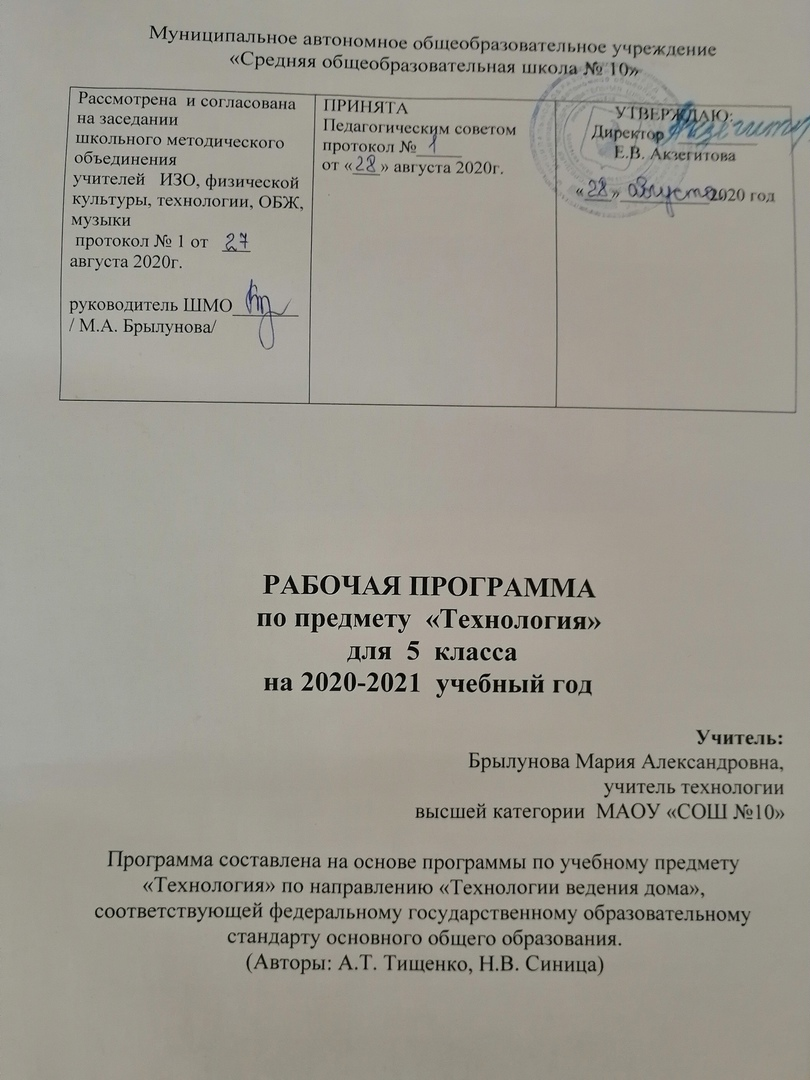 Муниципальное автономное общеобразовательное учреждение
«Средняя общеобразовательная школа № 10»
Рассмотрена и согласована
на заседании
школьного методического
объединения
учителей ИЗО, физической
культуры, технологии, ОБЖ,
музыки
протокол № 1 от 27
августа 2020г.
руководитель ШМО
/ М.А. Брылунова/
ПРИНЯТА
Педагогическим советом
протокол № 1
от «28» августа 2020г.
УТВЕРЖДАЮ:
Директор
Е.В. Акзегитова
«28» августа 2020 год
РАБОЧАЯ ПРОГРАММА
по предмету «Технология»
для 5 класса
на 2020-2021 учебный год
Учитель:
Брылунова Мария Александровна,
учитель технологии
высшей категории МАОУ «СОШ №10»
Программа составлена на основе программы по учебному предмету
«Технология» по направлению «Технологии ведения дома»,
соответствующей федеральному государственному образовательному
стандарту основного общего образования.
(Авторы: А.Т. Тищенко, Н.В. Синица)